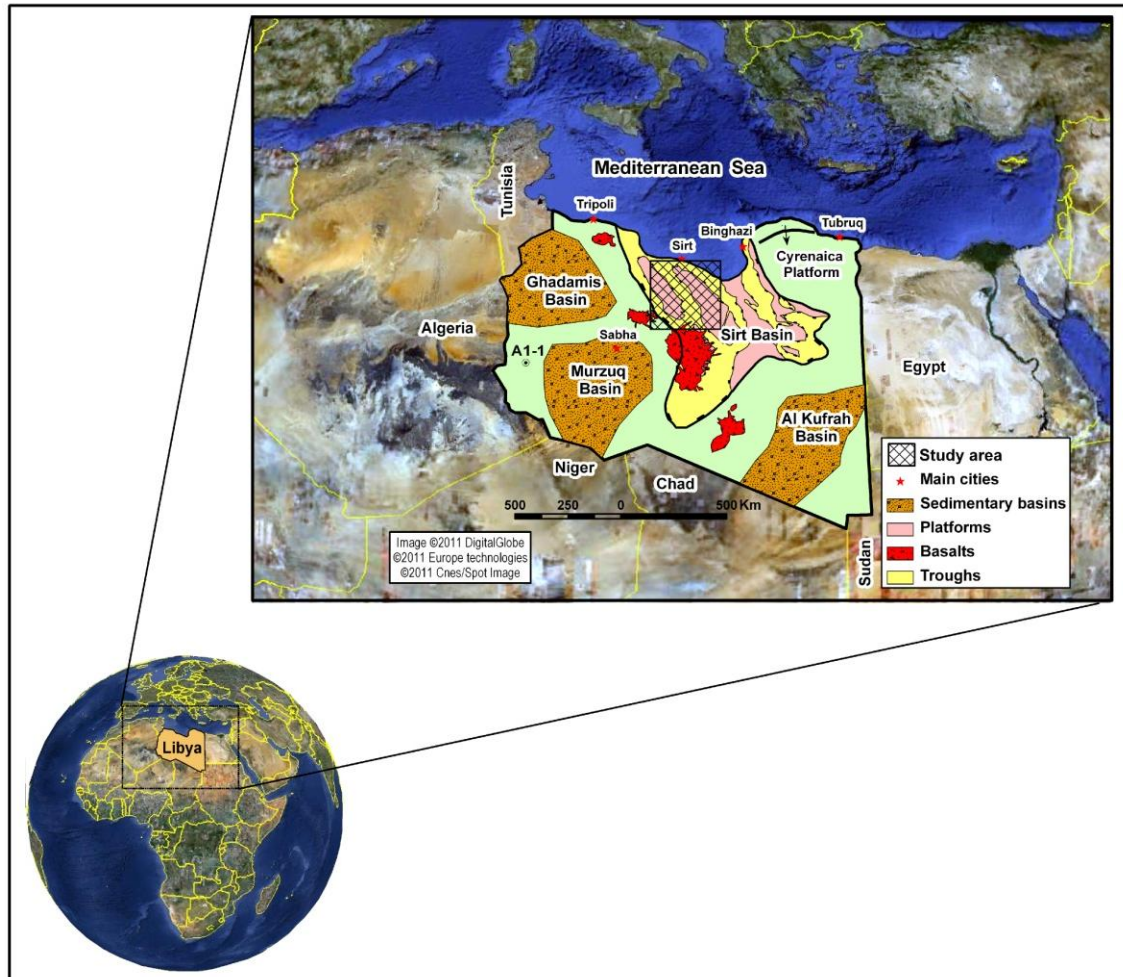 Mediterranean Sea
Tunisia
Tripoli
Binghazi
Tubruq
Sirt
Cyrenaica
Platform
Ghadamis
Basin
Algeria
Sabha
Sirt Basin
A1-1
Murzuq
Basin
Egypt
Al Kufrah
Basin
Niger
Chad
Sudan
500 250 0 500 Km
Image ©2011 DigitalGlobe
©2011 Europe technologies
©2011 Cnes/Spot Image
Study area
Main cities
Sedimentary basins
Platforms
Basalts
Troughs
Libya